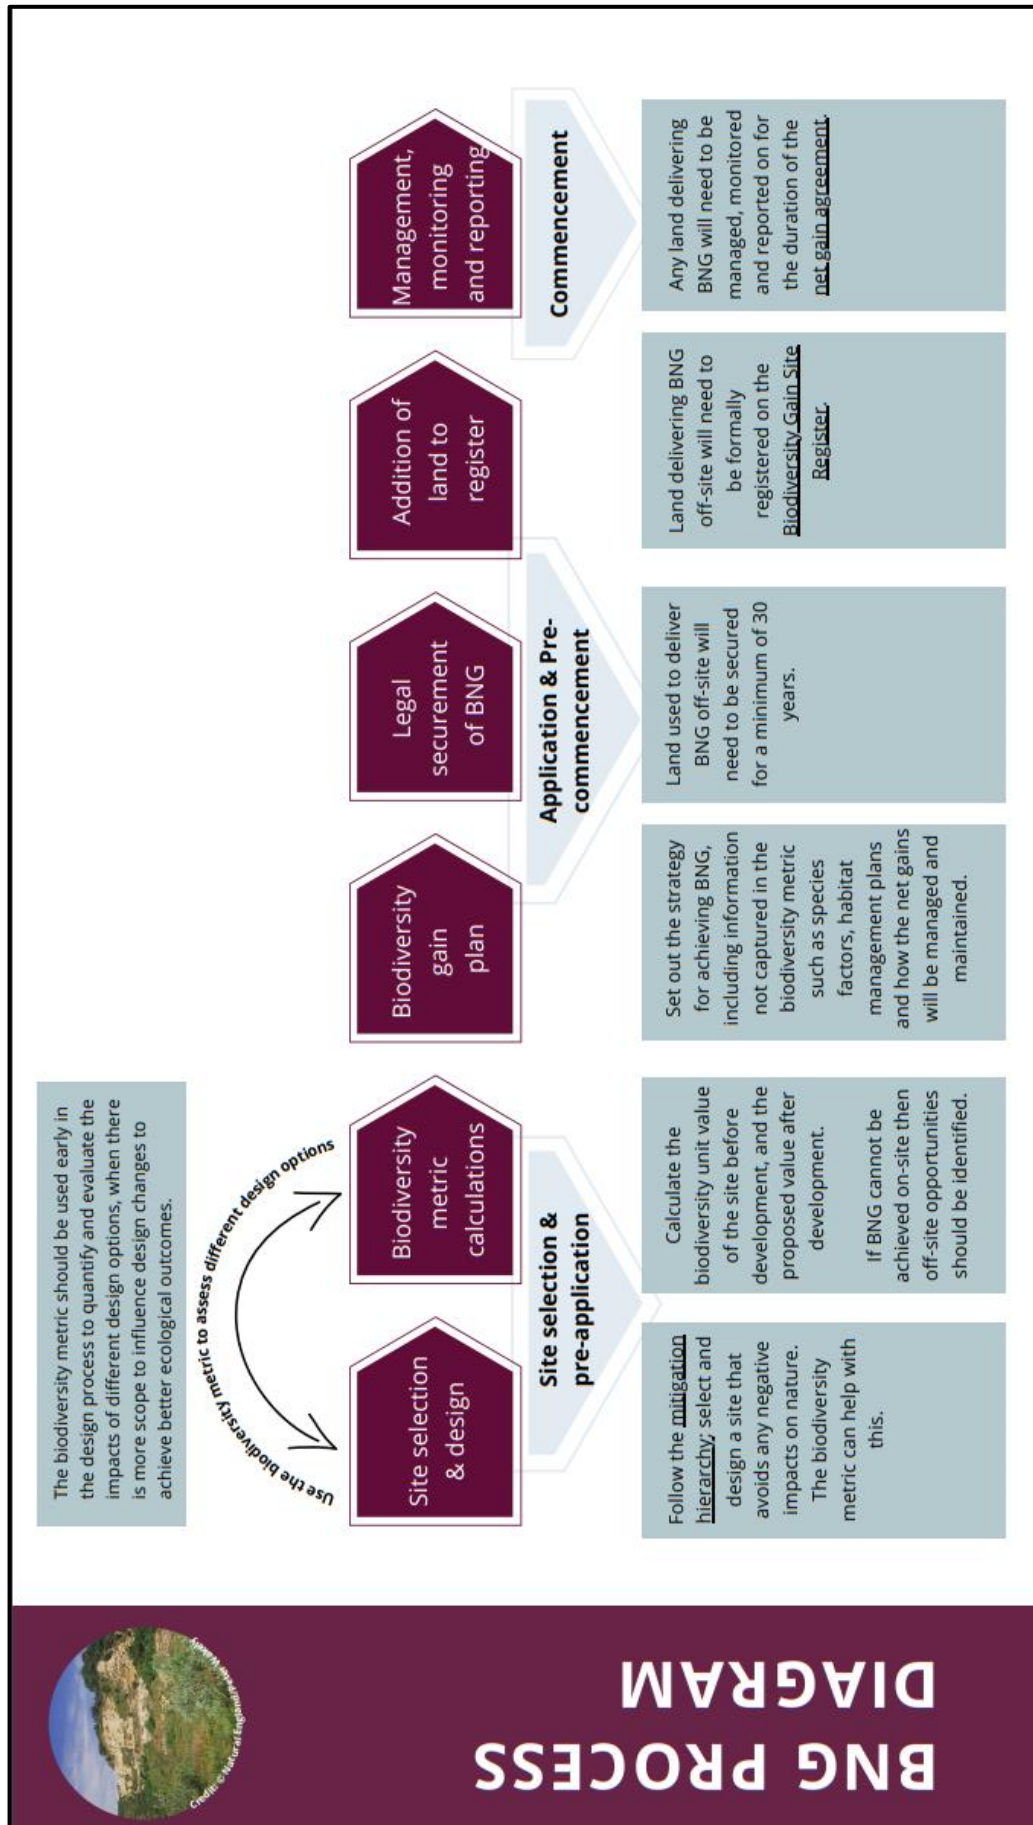 BNG PROCESS
DIAGRAM
Credit: © Natural England/Peter Wakely
The biodiversity metric should be used early in
the design process to quantify and evaluate the
impacts of different design options, when there
is more scope to influence design changes to
achieve better ecological outcomes.
Use the biodiversity metric to assess different design options
Site selection
& design
Biodiversity
metric
calculations
Biodiversity
gain
plan
Legal
securement
of BNG
Addition of
land to
register
Management,
monitoring
and reporting
Site selection &
pre-application
Application & Pre-
commencement
Commencement
Follow the mitigation
hierarchy; select and
design a site that
avoids any negative
impacts on nature.
The biodiversity
metric can help with
this.
Calculate the
biodiversity unit value
of the site before
development, and the
proposed value after
development.
If BNG cannot be
achieved on-site then
off-site opportunities
should be identified.
Set out the strategy
for achieving BNG,
including information
not captured in the
biodiversity metric
such as species
factors, habitat
management plans
and how the net gains
will be managed and
maintained.
Land used to deliver
BNG off-site will
need to be secured
for a minimum of 30
years.
Land delivering BNG
off-site will need to
be formally
registered on the
Biodiversity Gain Site
Register.
Any land delivering
BNG will need to be
managed, monitored
and reported on for
the duration of the
net gain agreement.